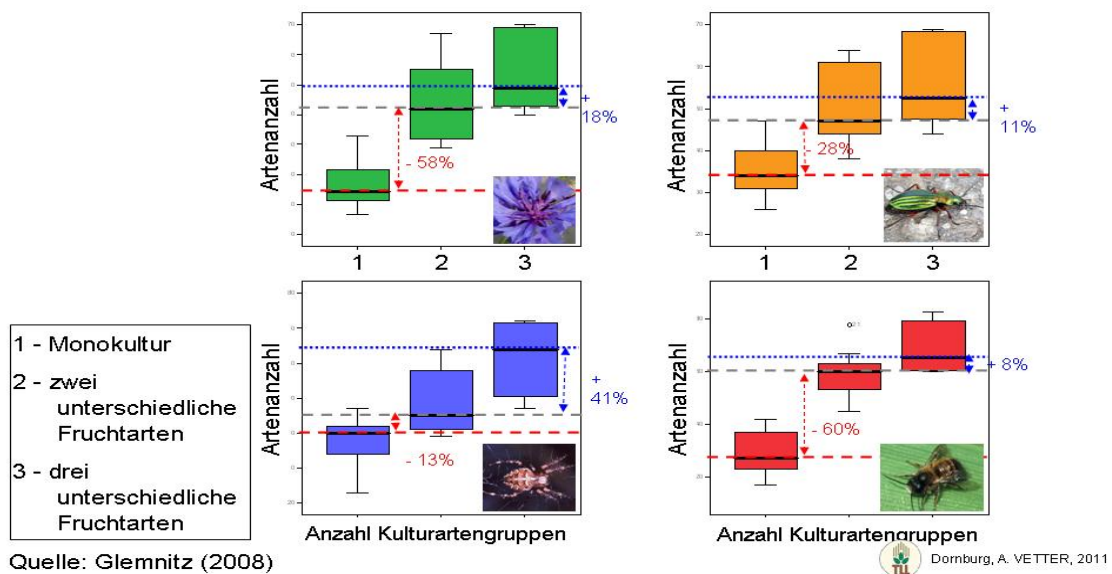 Artenanzahl
- 58%
+
18%
1
2
3
Artenanzahl
- 28%
+
11%
1
2
3
1 - Monokultur
2 - zwei
unterschiedliche
Fruchtarten
3 - drei
unterschiedliche
Fruchtarten
Artenanzahl
- 13%
+
41%
Artenanzahl
- 60%
+ 8%
Anzahl Kulturartengruppen
Anzahl Kulturartengruppen
Quelle: Glemnitz (2008)
TLL
Dornburg, A. VETTER, 2011